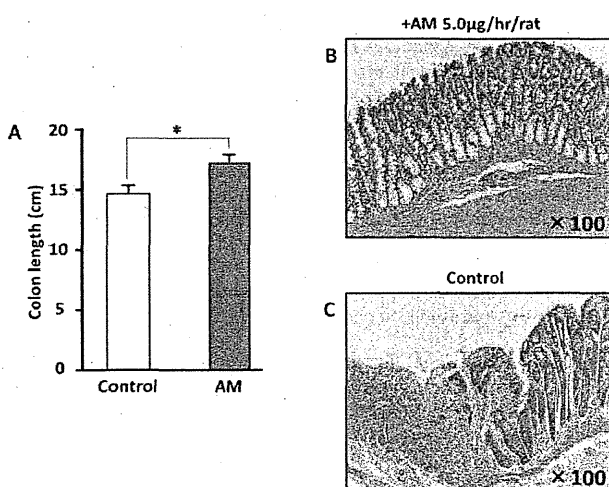 A
Colon length (cm)
20
15
10
5
0
*
Control
AM
+AM 5.0μg/hr/rat
B
×100
Control
C
×100